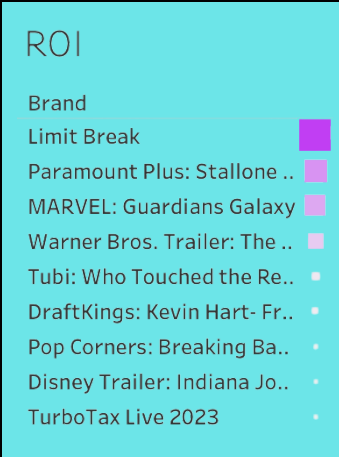 ROI
Brand
Limit Break
Paramount Plus: Stallone ..
MARVEL: Guardians Galaxy
Warner Bros. Trailer: The ..
Tubi: Who Touched the Re..
DraftKings: Kevin Hart- Fr..
Pop Corners: Breaking Ba..
Disney Trailer: Indiana Jo..
TurboTax Live 2023